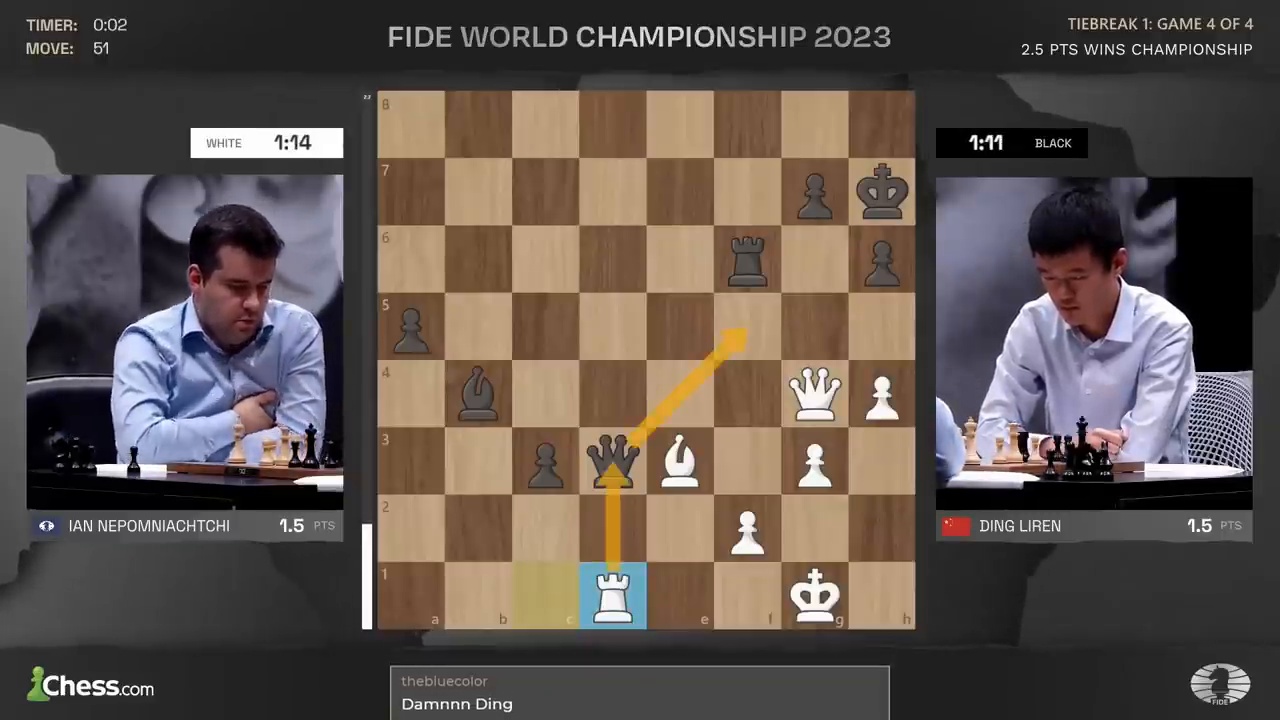 TIMER: 0:02
MOVE: 51
FIDE WORLD CHAMPIONSHIP 2023
TIEBREAK 1: GAME 4 OF 4
2.5 PTS WINS CHAMPIONSHIP
WHITE 1:14
1:11 BLACK
8
7
6
5
4
3
2
1
a b c d e f g h
IAN NEPOMNIACHTCHI 1.5 PTS
DING LIREN 1.5 PTS
Chess.com
thebluecolor
Damnnn Ding
FIDE